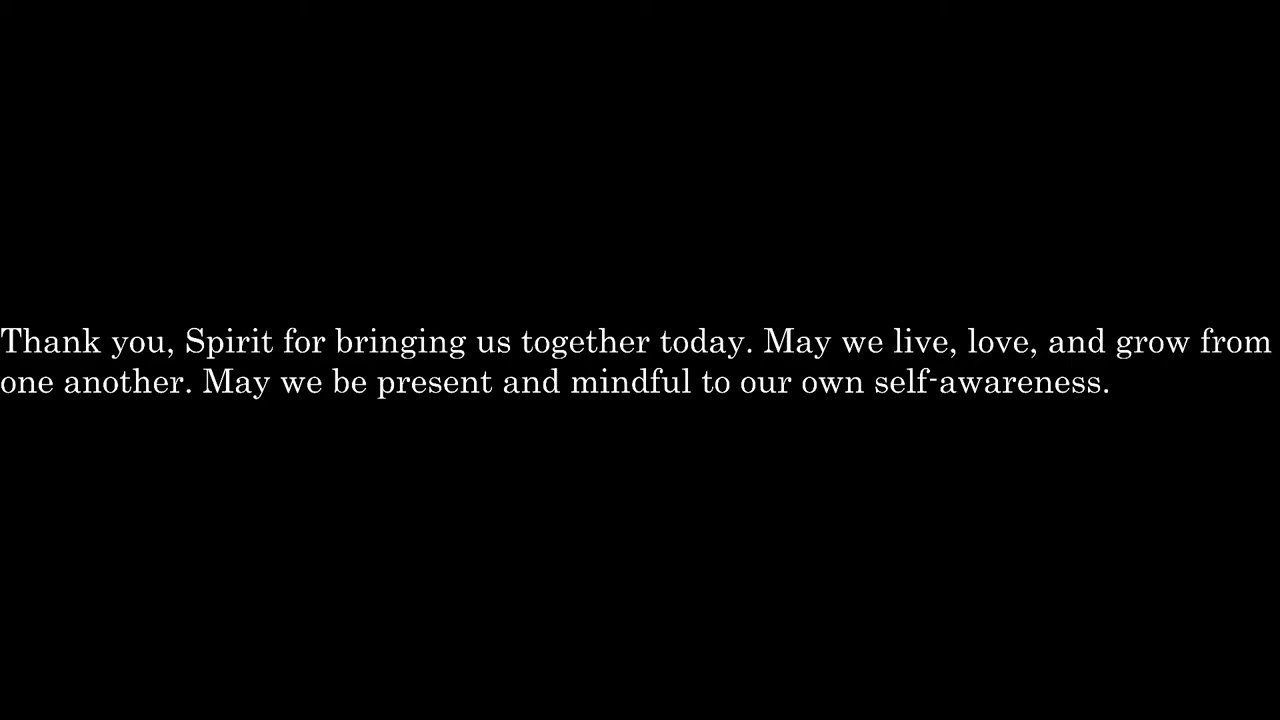 Thank you, Spirit for bringing us together today. May we live, love, and grow from
one another. May we be present and mindful to our own self-awareness.